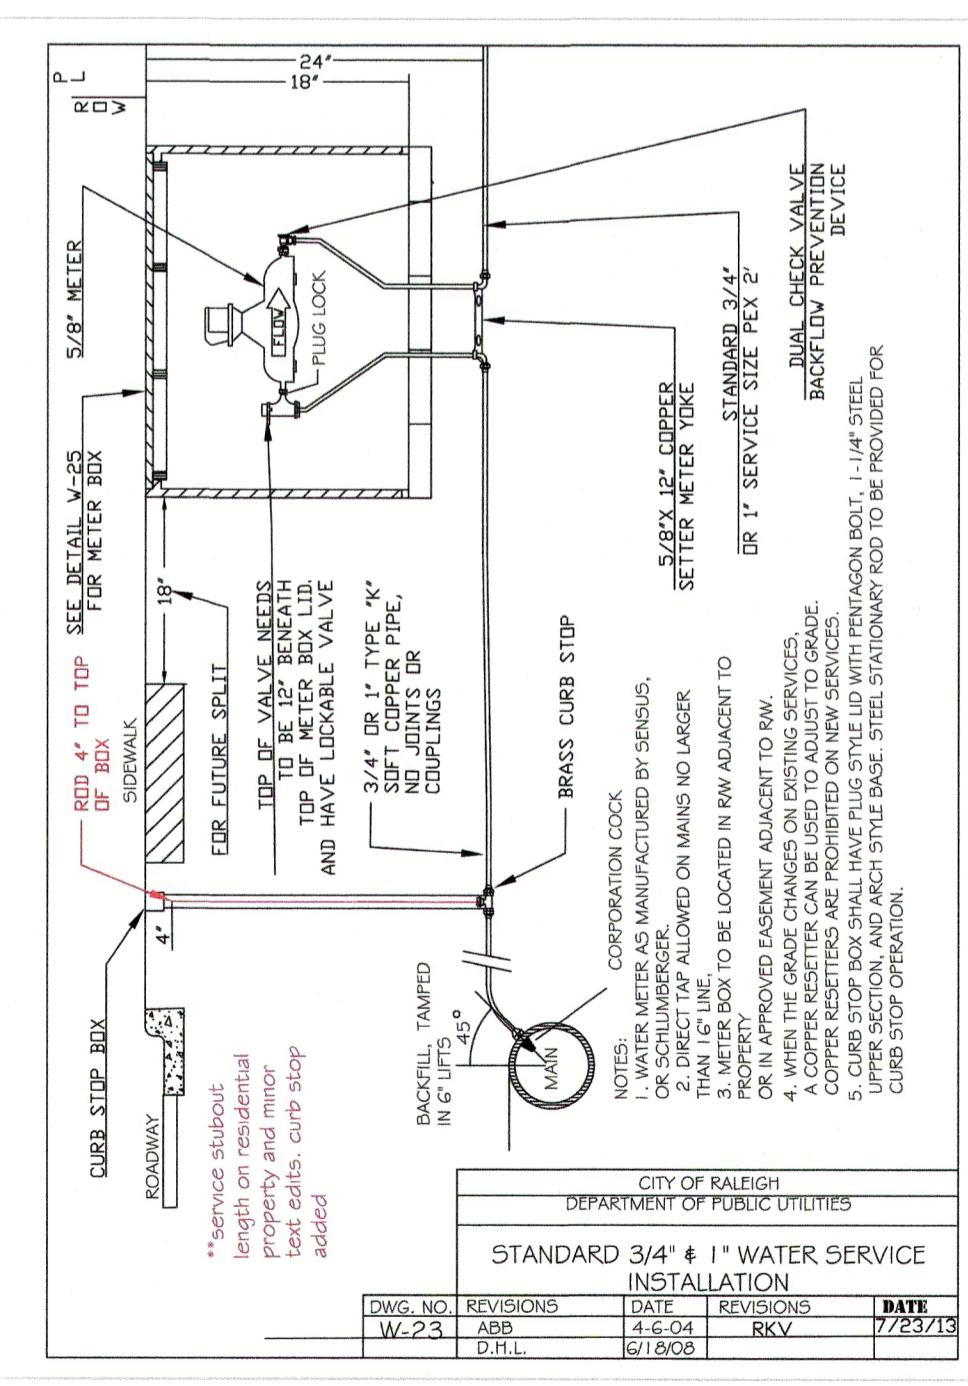 P
L
R
O
W
24"
18"
5/8" METER
SEE DETAIL W-25
FOR METER BOX
ROD 4" TO TOP
OF BOX
SIDEWALK
18"
FOR FUTURE SPLIT
FLOW
PLUG LOCK
TOP OF VALVE NEEDS
TO BE 12" BENEATH
TOP OF METER BOX LID.
AND HAVE LOCKABLE VALVE
3/4" OR 1" TYPE "K"
SOFT COPPER PIPE,
NO JOINTS OR
COUPLINGS
BRASS CURB STOP
5/8"X 12" COPPER
SETTER METER YOKE
STANDARD 3/4"
OR 1" SERVICE SIZE PEX 2'
DUAL CHECK VALVE
BACKFLOW PREVENTION
DEVICE
CURB STOP BOX
4"
ROADWAY
**service stubout
length on residential
property and minor
text edits. curb stop
added
BACKFILL, TAMPED
IN 6" LIFTS
45°
MAIN
CORPORATION COCK
NOTES:
1. WATER METER AS MANUFACTURED BY SENSUS,
OR SCHLUMBERGER.
2. DIRECT TAP ALLOWED ON MAINS NO LARGER
THAN 16" LINE,
3. METER BOX TO BE LOCATED IN R/W ADJACENT TO
PROPERTY
OR IN APPROVED EASEMENT ADJACENT TO R/W.
4. WHEN THE GRADE CHANGES ON EXISTING SERVICES,
A COPPER RESETTER CAN BE USED TO ADJUST TO GRADE.
COPPER RESETTERS ARE PROHIBITED ON NEW SERVICES.
5. CURB STOP BOX SHALL HAVE PLUG STYLE LID WITH PENTAGON BOLT, 1-1/4" STEEL
UPPER SECTION, AND ARCH STYLE BASE. STEEL STATIONARY ROD TO BE PROVIDED FOR
CURB STOP OPERATION.
CITY OF RALEIGH
DEPARTMENT OF PUBLIC UTILITIES
STANDARD 3/4" & 1" WATER SERVICE
INSTALLATION
DWG. NO. REVISIONS DATE REVISIONS DATE
W-23 ABB 4-6-04 RKV 7/23/13
D.H.L. 6/18/08